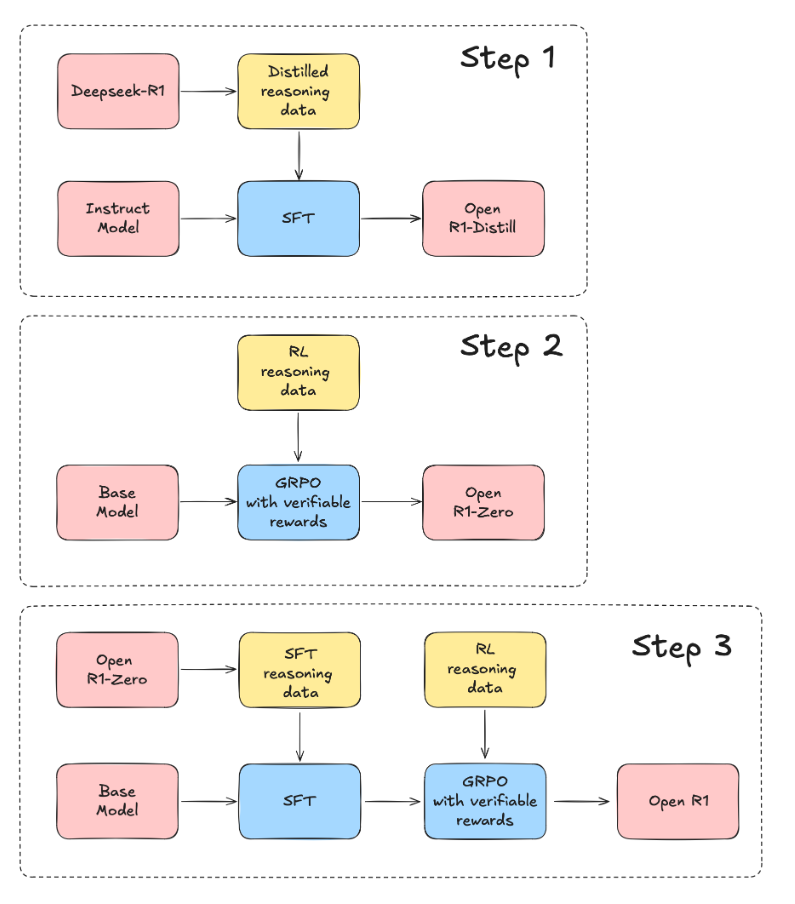 Step 1
Deepseek-R1
Distilled
reasoning
data
Instruct
Model
SFT
Open
R1-Distill
Step 2
RL
reasoning
data
Base
Model
GRPO
with verifiable
rewards
Open
R1-Zero
Step 3
Open
R1-Zero
SFT
reasoning
data
RL
reasoning
data
Base
Model
SFT
GRPO
with verifiable
rewards
Open R1